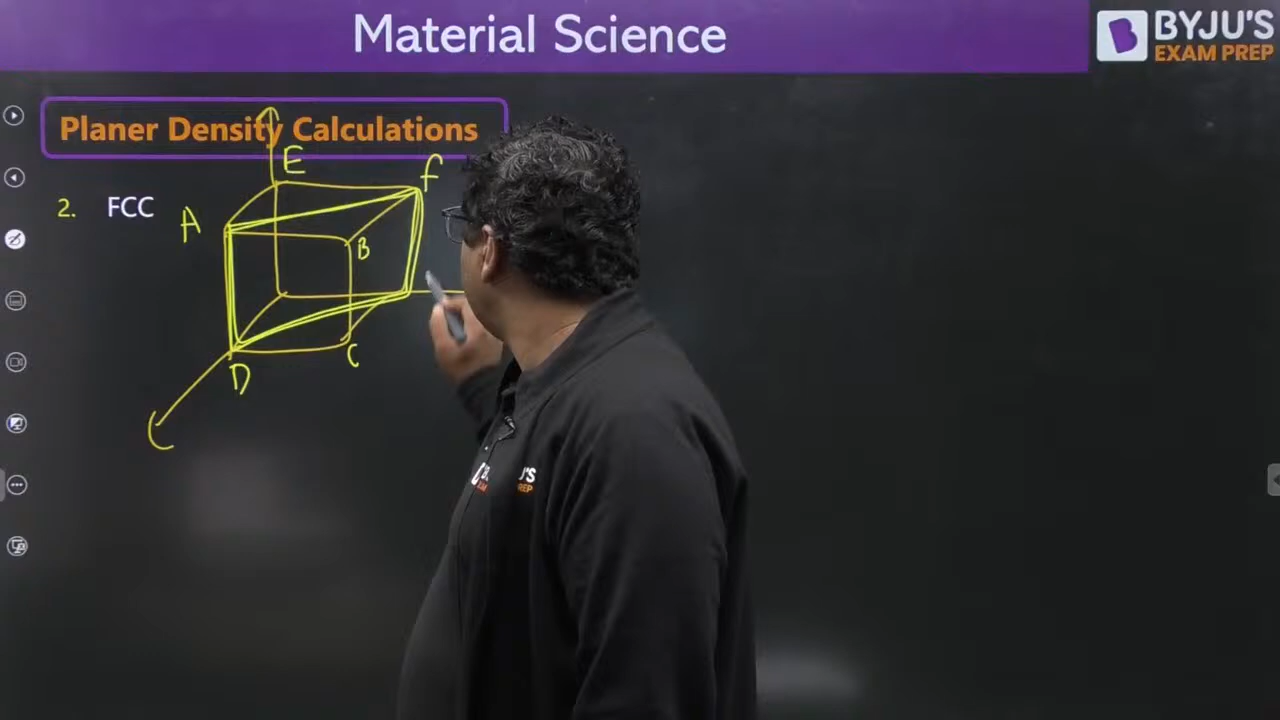 Material Science
BYJU'S
EXAM PREP
Planer Density Calculations
2. FCC
E
F
A
B
D
C